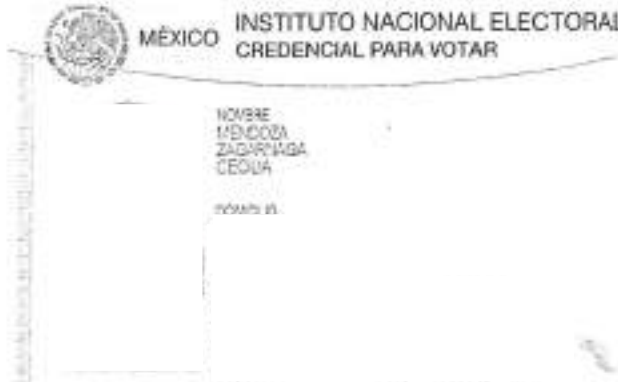 MÉXICO
INSTITUTO NACIONAL ELECTORAL
CREDENCIAL PARA VOTAR
NOMBRE
MENDOZA
ZAGARNAGA
CECILIA
DOMICILIO